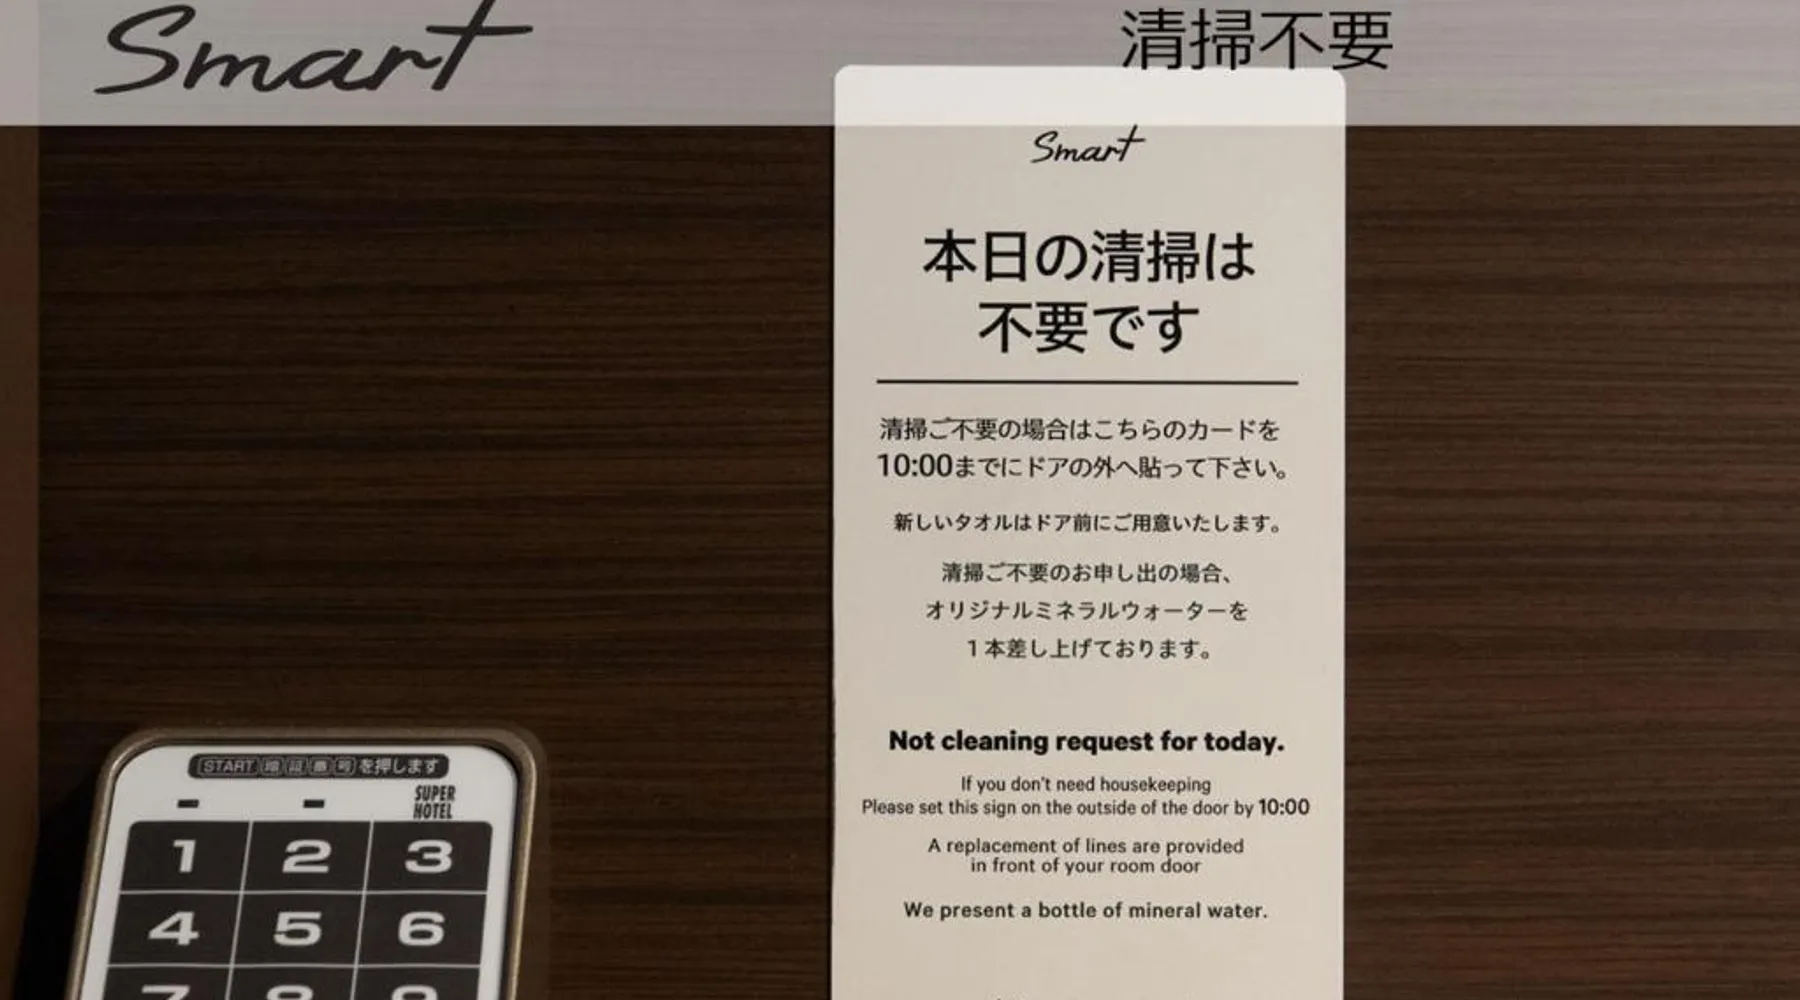 Smart
清掃不要
Smart
本日の清掃は
不要です
清掃ご不要の場合はこちらのカードを
10:00までにドアの外へ貼って下さい。
新しいタオルはドア前にご用意いたします。
清掃ご不要のお申し出の場合、
オリジナルミネラルウォーターを
1本差し上げております。
Not cleaning request for today.
If you don't need housekeeping
Please set this sign on the outside of the door by 10:00
A replacement of lines are provided
in front of your room door
We present a bottle of mineral water.
START 暗証番号を押します
SUPER
HOTEL
1 2 3
4 5 6
7 8 9